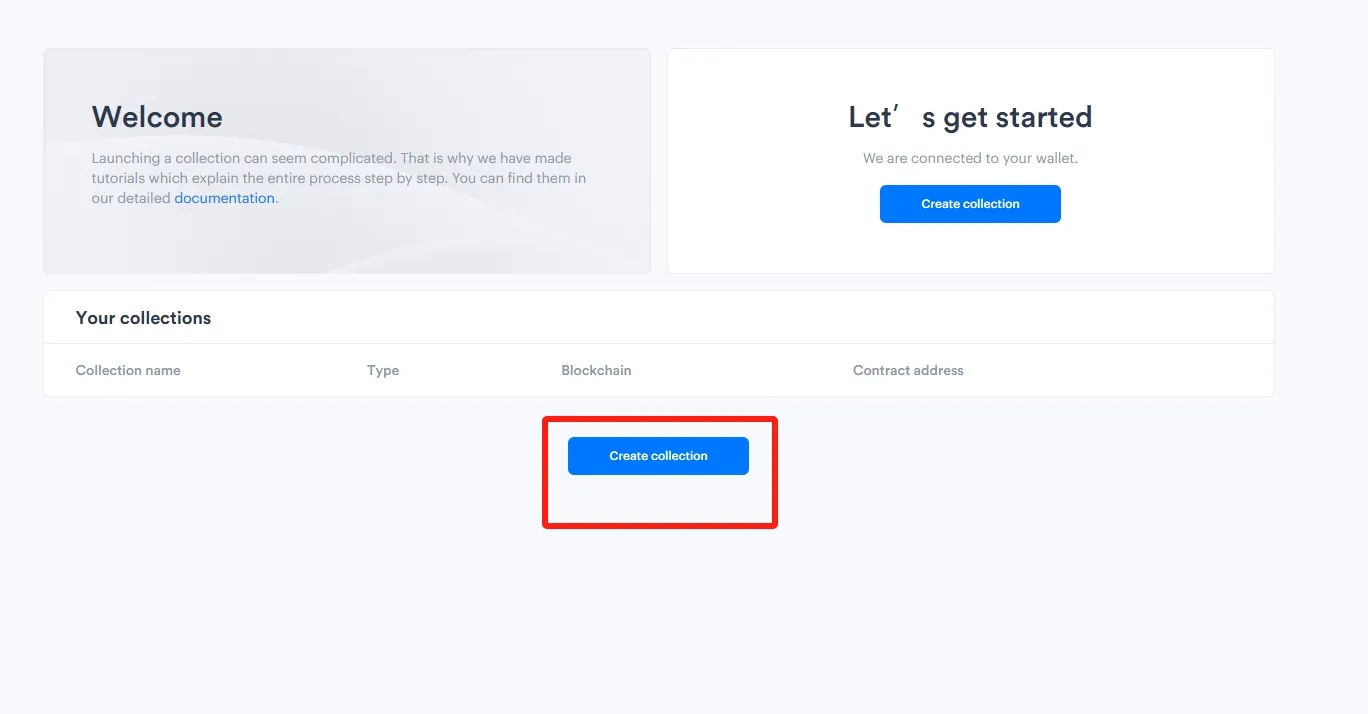 Welcome
Launching a collection can seem complicated. That is why we have made
tutorials which explain the entire process step by step. You can find them in
our detailed documentation.
Let’s get started
We are connected to your wallet.
Create collection
Your collections
Collection name Type Blockchain Contract address
Create collection